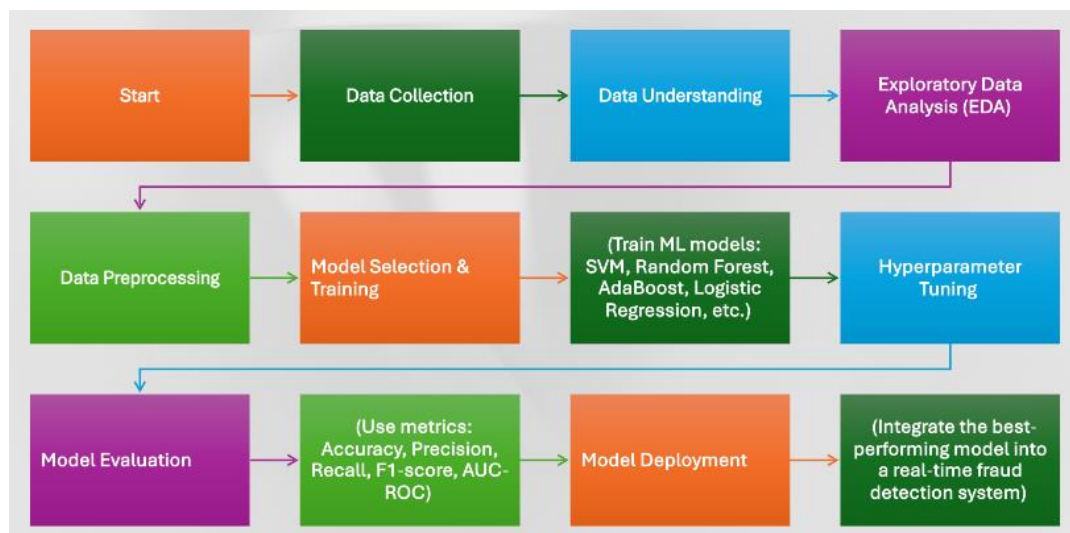 Start
Data Collection
Data Understanding
Exploratory Data
Analysis (EDA)
Data Preprocessing
Model Selection &
Training
(Train ML models:
SVM, Random Forest,
AdaBoost, Logistic
Regression, etc.)
Hyperparameter
Tuning
Model Evaluation
(Use metrics:
Accuracy, Precision,
Recall, F1-score, AUC-
ROC)
Model Deployment
(Integrate the best-
performing model into
a real-time fraud
detection system)